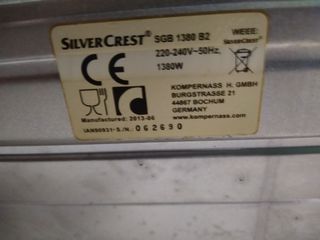 SILVERCREST® SGB 1380 B2
220-240V~50Hz,
1380W
WEEE:
SILVERCREST®
KOMPERNASS H. GMBH
BURGSTRASSE 21
44867 BOCHUM
GERMANY
www.kompernass.com
Manufactured: 2013-06
IAN90931-S./N. 062690